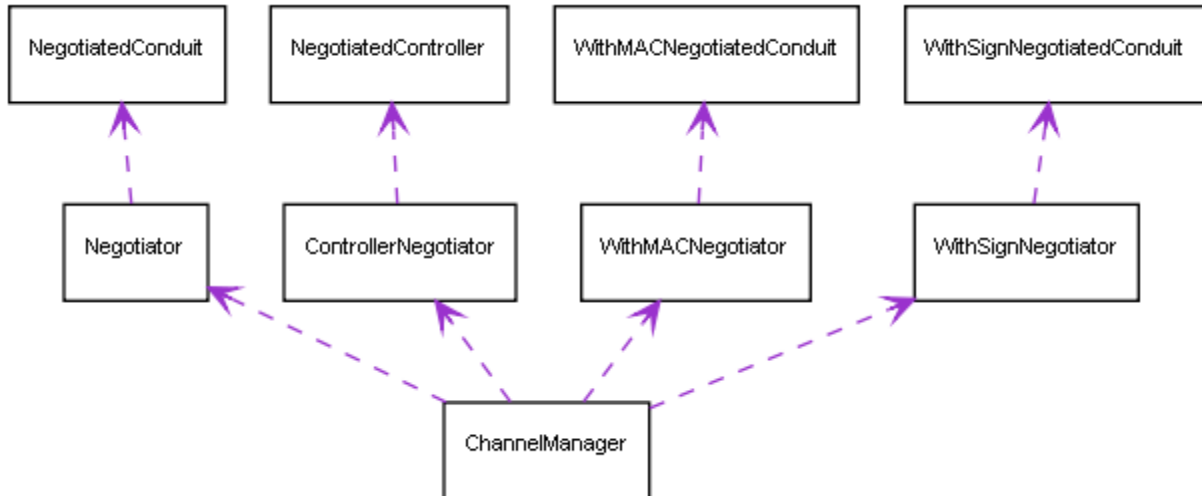 NegotiatedConduit
NegotiatedController
WithMACNegotiatedConduit
WithSignNegotiatedConduit
Negotiator
ControllerNegotiator
WithMACNegotiator
WithSignNegotiator
ChannelManager